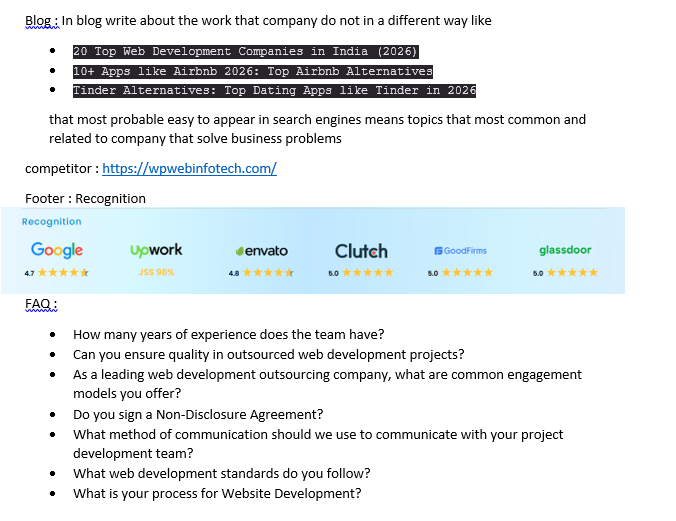 Blog : In blog write about the work that company do not in a different way like
• 20 Top Web Development Companies in India (2026)
• 10+ Apps like Airbnb 2026: Top Airbnb Alternatives
• Tinder Alternatives: Top Dating Apps like Tinder in 2026
that most probable easy to appear in search engines means topics that most common and
related to company that solve business problems
competitor : https://wpwebinfotech.com/
Footer : Recognition
Recognition
Google Upwork envato Clutch GoodFirms glassdoor
4.7 JSS 98% 4.8 5.0 5.0 5.0
FAQ :
• How many years of experience does the team have?
• Can you ensure quality in outsourced web development projects?
• As a leading web development outsourcing company, what are common engagement
models you offer?
• Do you sign a Non-Disclosure Agreement?
• What method of communication should we use to communicate with your project
development team?
• What web development standards do you follow?
• What is your process for Website Development?